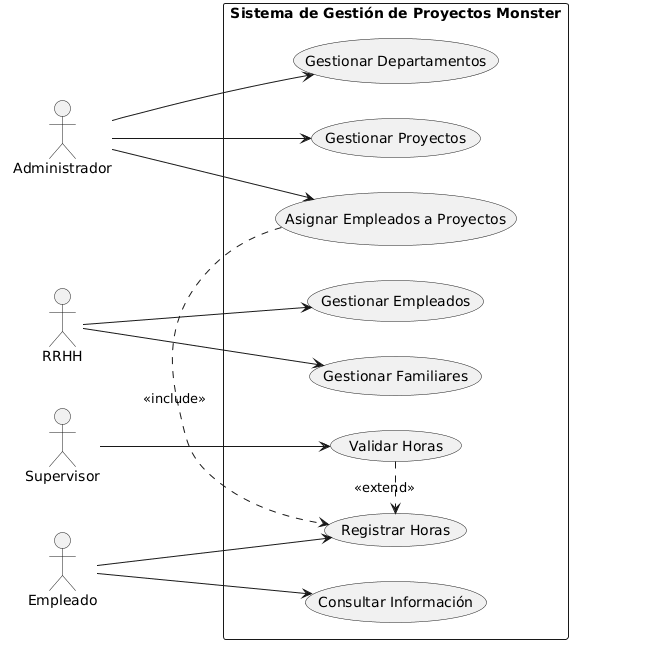 Sistema de Gestión de Proyectos Monster
Gestionar Departamentos
Gestionar Proyectos
Administrador
Asignar Empleados a Proyectos
Gestionar Empleados
RRHH
Gestionar Familiares
«include»
Validar Horas
Supervisor
«extend»
Registrar Horas
Empleado
Consultar Información